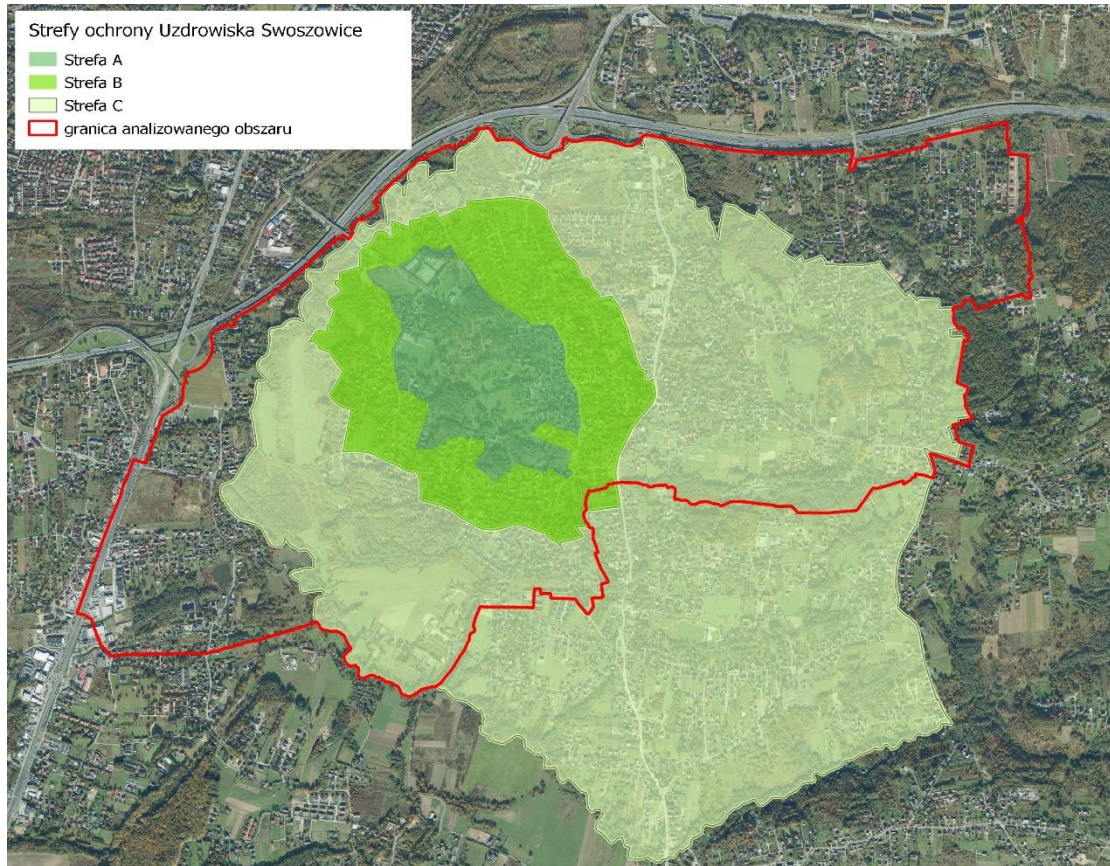 Strefy ochrony Uzdrowiska Swoszowice
Strefa A
Strefa B
Strefa C
granica analizowanego obszaru